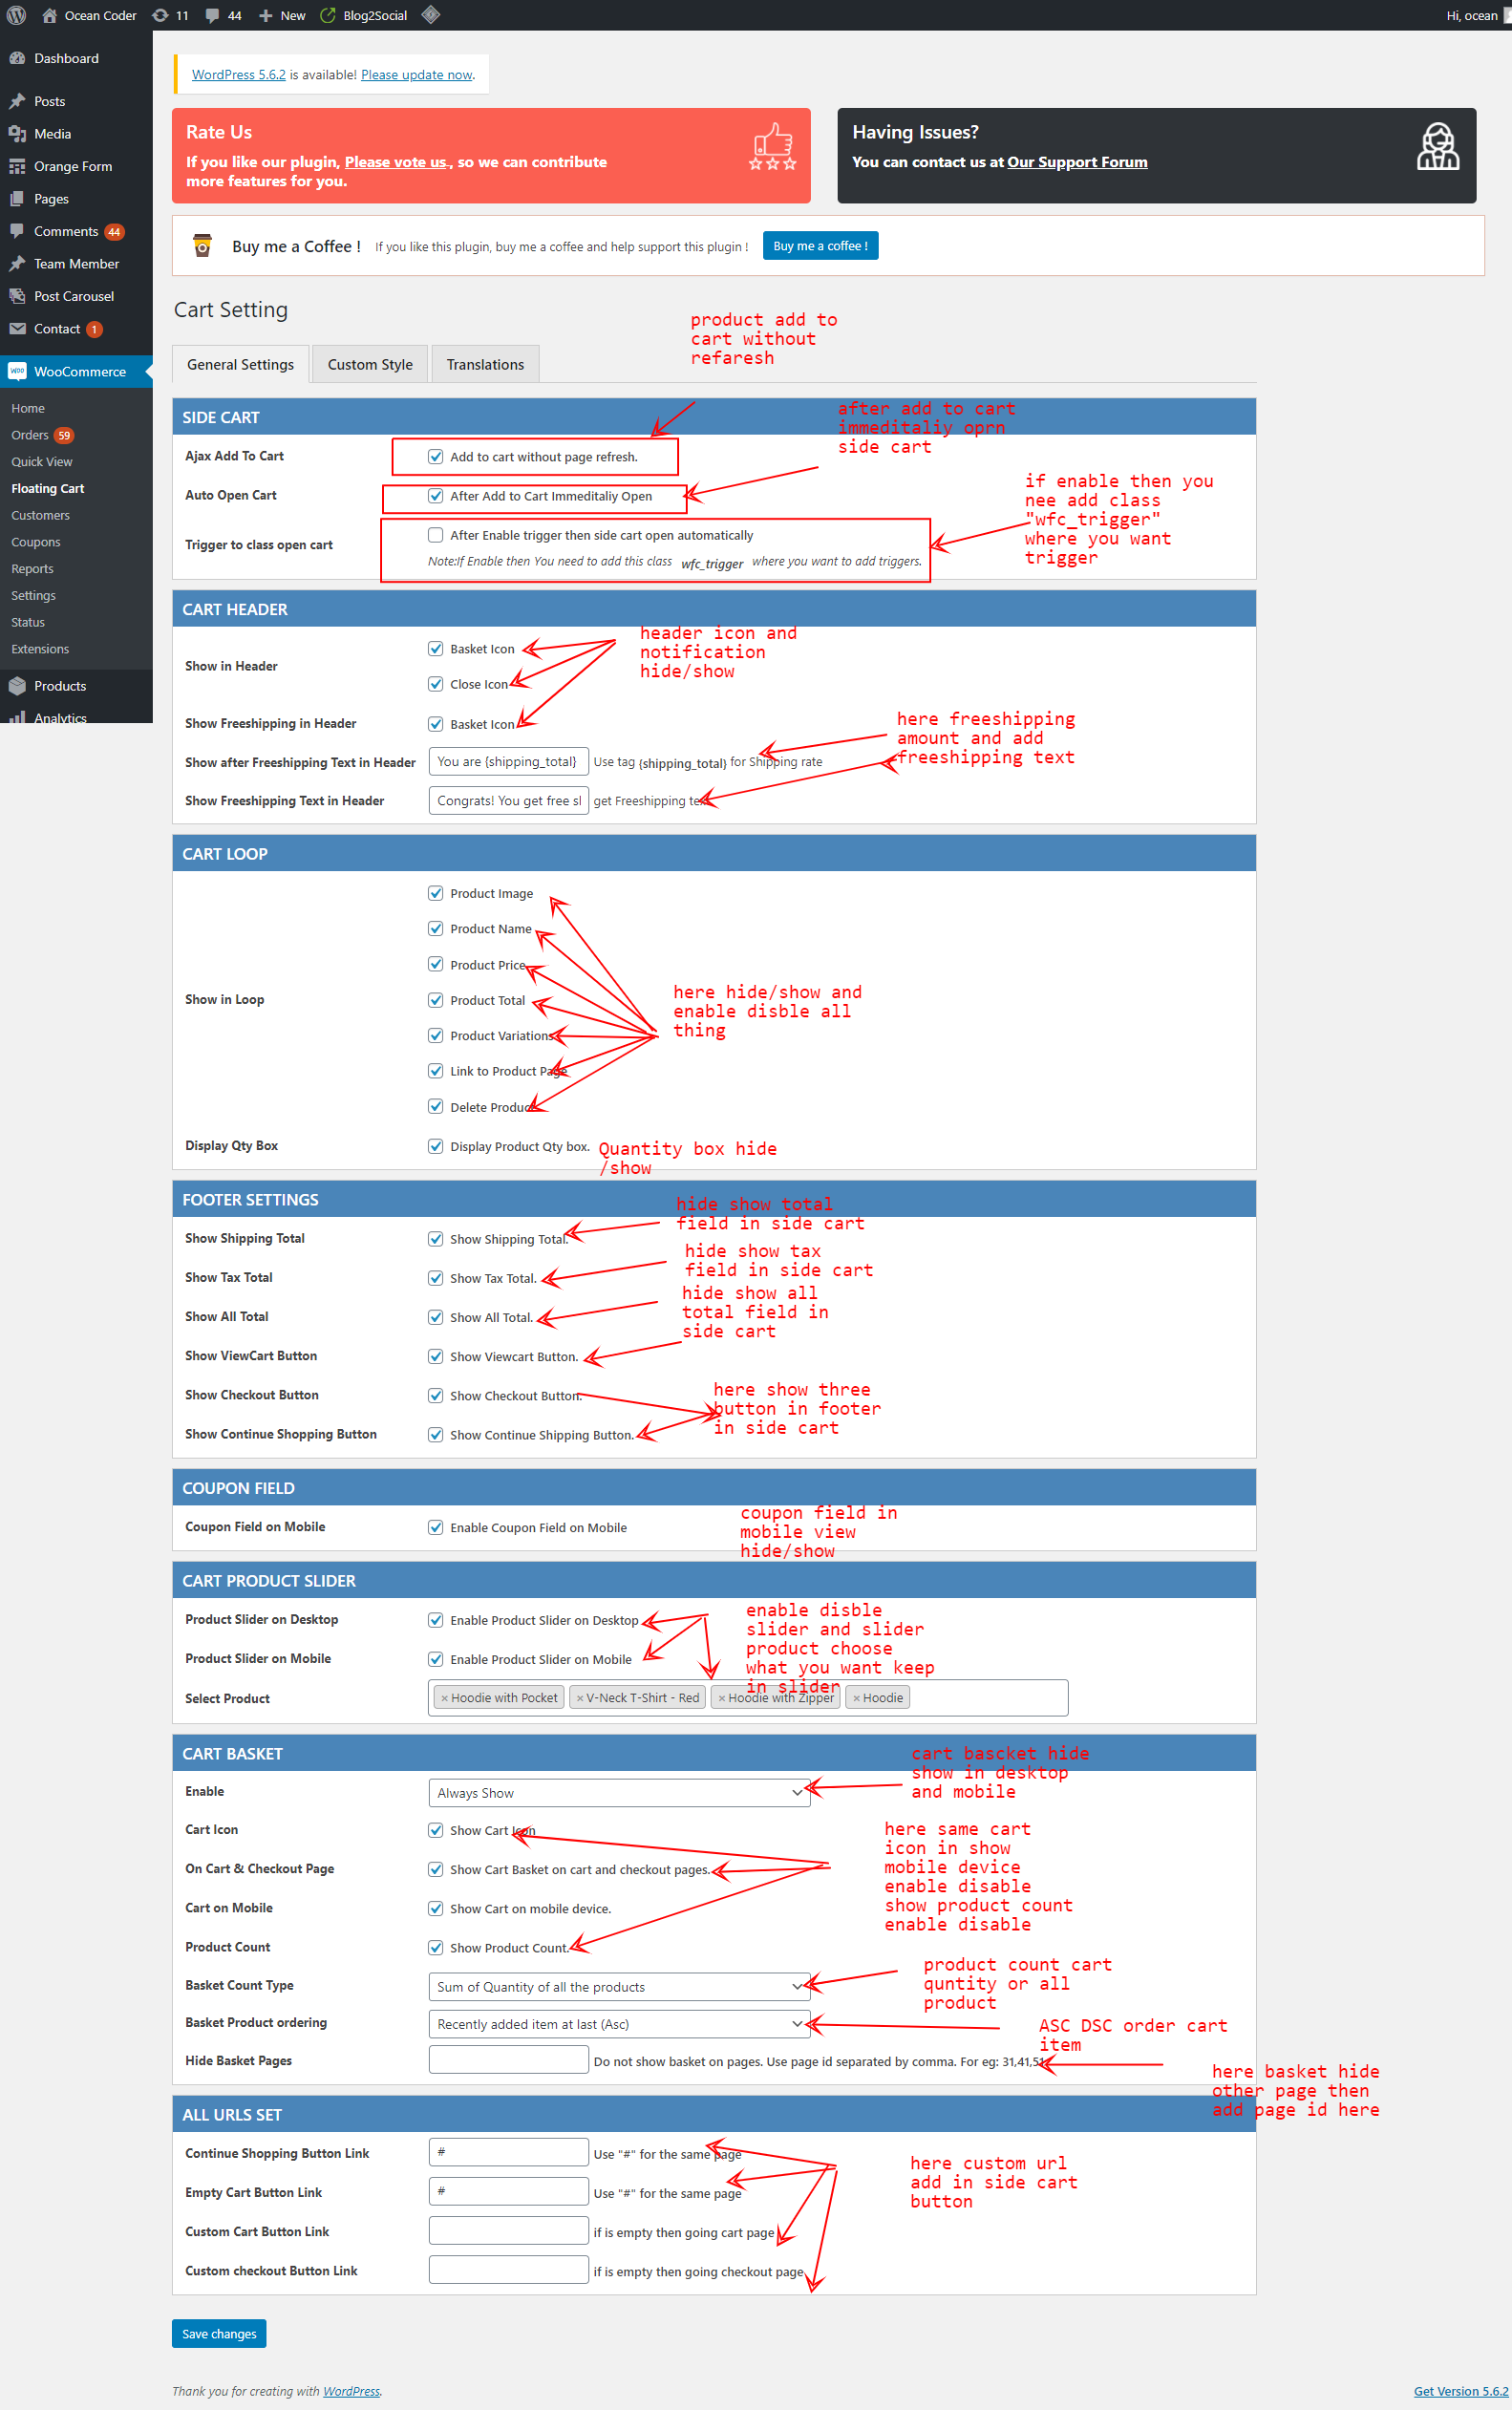 Ocean Coder 11 44 New Blog2Social Hi, ocean
Dashboard
Posts
Media
Orange Form
Pages
Comments 44
Team Member
Post Carousel
Contact 1
WooCommerce
Home
Orders 59
Quick View
Floating Cart
Customers
Coupons
Reports
Settings
Status
Extensions
Products
Analytics
WordPress 5.6.2 is available! Please update now.
Rate Us
If you like our plugin, Please vote us , so we can contribute
more features for you.
Having Issues?
You can contact us at Our Support Forum
Buy me a Coffee ! If you like this plugin, buy me a coffee and help support this plugin ! Buy me a coffee !
Cart Setting
product add to
cart without
refaresh
General Settings Custom Style Translations
SIDE CART
after add to cart
immeditaliy oprn
side cart
Ajax Add To Cart Add to cart without page refresh.
Auto Open Cart After Add to Cart Immeditaliy Open
if enable then you
nee add class
"wfc_trigger"
where you want
trigger
Trigger to class open cart After Enable trigger then side cart open automatically
Note:If Enable then You need to add this class wfc_trigger where you want to add triggers.
CART HEADER
header icon and
notification
hide/show
Show in Header Basket Icon
Close Icon
Show Freeshipping in Header Basket Icon
here freeshipping
amount and add
freeshipping text
Show after Freeshipping Text in Header You are {shipping_total} Use tag {shipping_total} for Shipping rate
Show Freeshipping Text in Header Congrats! You get free sl get Freeshipping text
CART LOOP
Show in Loop
Product Image
Product Name
Product Price
Product Total
Product Variations
Link to Product Page
Delete Product
here hide/show and
enable disble all
thing
Display Qty Box Display Product Qty box.
Quantity box hide
/show
FOOTER SETTINGS
hide show total
field in side cart
Show Shipping Total Show Shipping Total.
hide show tax
field in side cart
Show Tax Total Show Tax Total.
hide show all
total field in
side cart
Show All Total Show All Total.
Show ViewCart Button Show Viewcart Button.
Show Checkout Button Show Checkout Button.
here show three
button in footer
in side cart
Show Continue Shopping Button Show Continue Shipping Button.
COUPON FIELD
Coupon Field on Mobile Enable Coupon Field on Mobile
coupon field in
mobile view
hide/show
CART PRODUCT SLIDER
Product Slider on Desktop Enable Product Slider on Desktop
Product Slider on Mobile Enable Product Slider on Mobile
enable disble
slider and slider
product choose
what you want keep
in slider
Select Product ×Hoodie with Pocket ×V-Neck T-Shirt - Red ×Hoodie with Zipper ×Hoodie
CART BASKET
cart bascket hide
show in desktop
and mobile
Enable Always Show
Cart Icon Show Cart Icon
On Cart & Checkout Page Show Cart Basket on cart and checkout pages.
Cart on Mobile Show Cart on mobile device.
Product Count Show Product Count.
here same cart
icon in show
mobile device
enable disable
show product count
enable disable
Basket Count Type Sum of Quantity of all the products
product count cart
quntity or all
product
Basket Product ordering Recently added item at last (Asc)
ASC DSC order cart
item
Hide Basket Pages Do not show basket on pages. Use page id separated by comma. For eg: 31,41,51
here basket hide
other page then
add page id here
ALL URLS SET
Continue Shopping Button Link # Use "#" for the same page
Empty Cart Button Link # Use "#" for the same page
here custom url
add in side cart
button
Custom Cart Button Link if is empty then going cart page
Custom checkout Button Link if is empty then going checkout page
Save changes
Thank you for creating with WordPress. Get Version 5.6.2